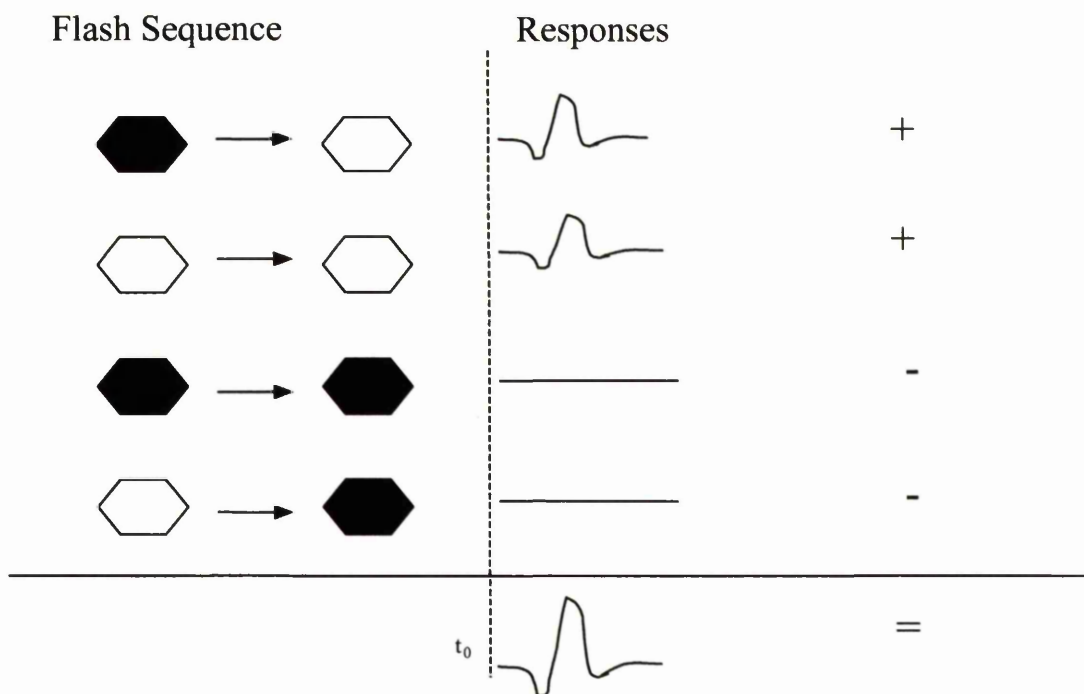 Flash Sequence Responses
+
+
-
-
t₀ =